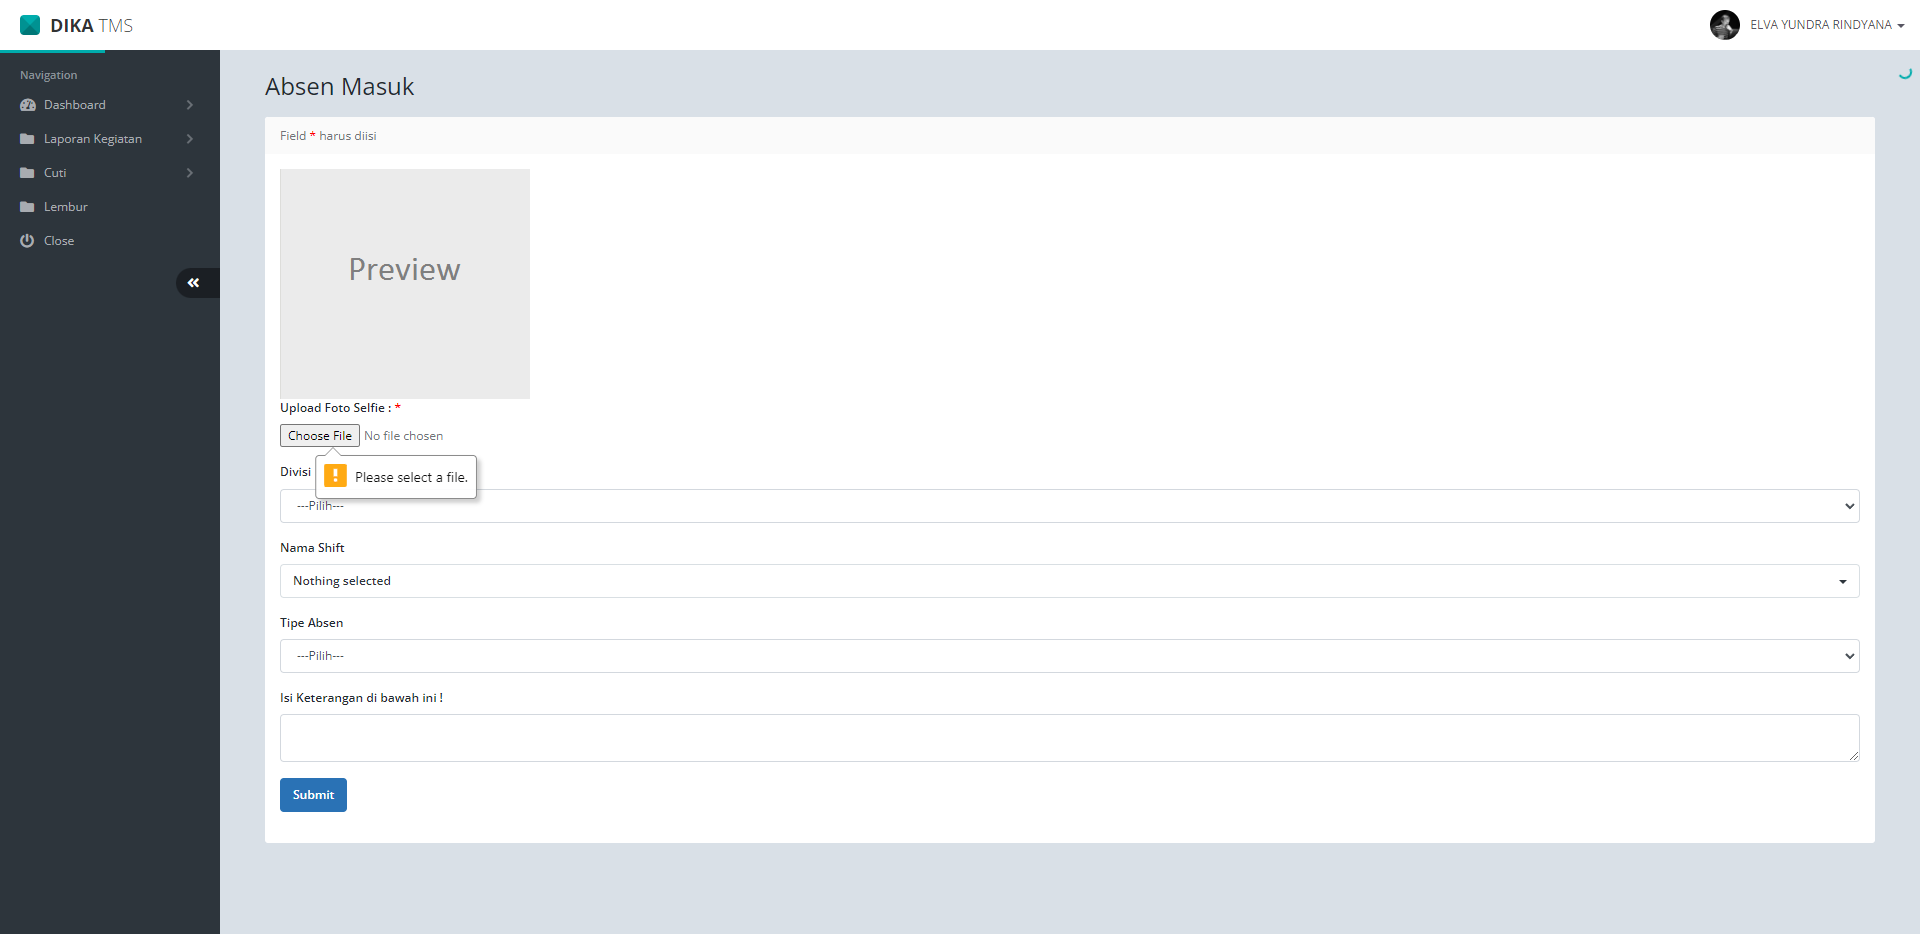 DIKA TMS
ELVA YUNDRA RINDYANA
Navigation
Dashboard
Laporan Kegiatan
Cuti
Lembur
Close
Absen Masuk
Field * harus diisi
Preview
Upload Foto Selfie : *
Choose File No file chosen
Please select a file.
Divisi
---Pilih---
Nama Shift
Nothing selected
Tipe Absen
---Pilih---
Isi Keterangan di bawah ini !
Submit